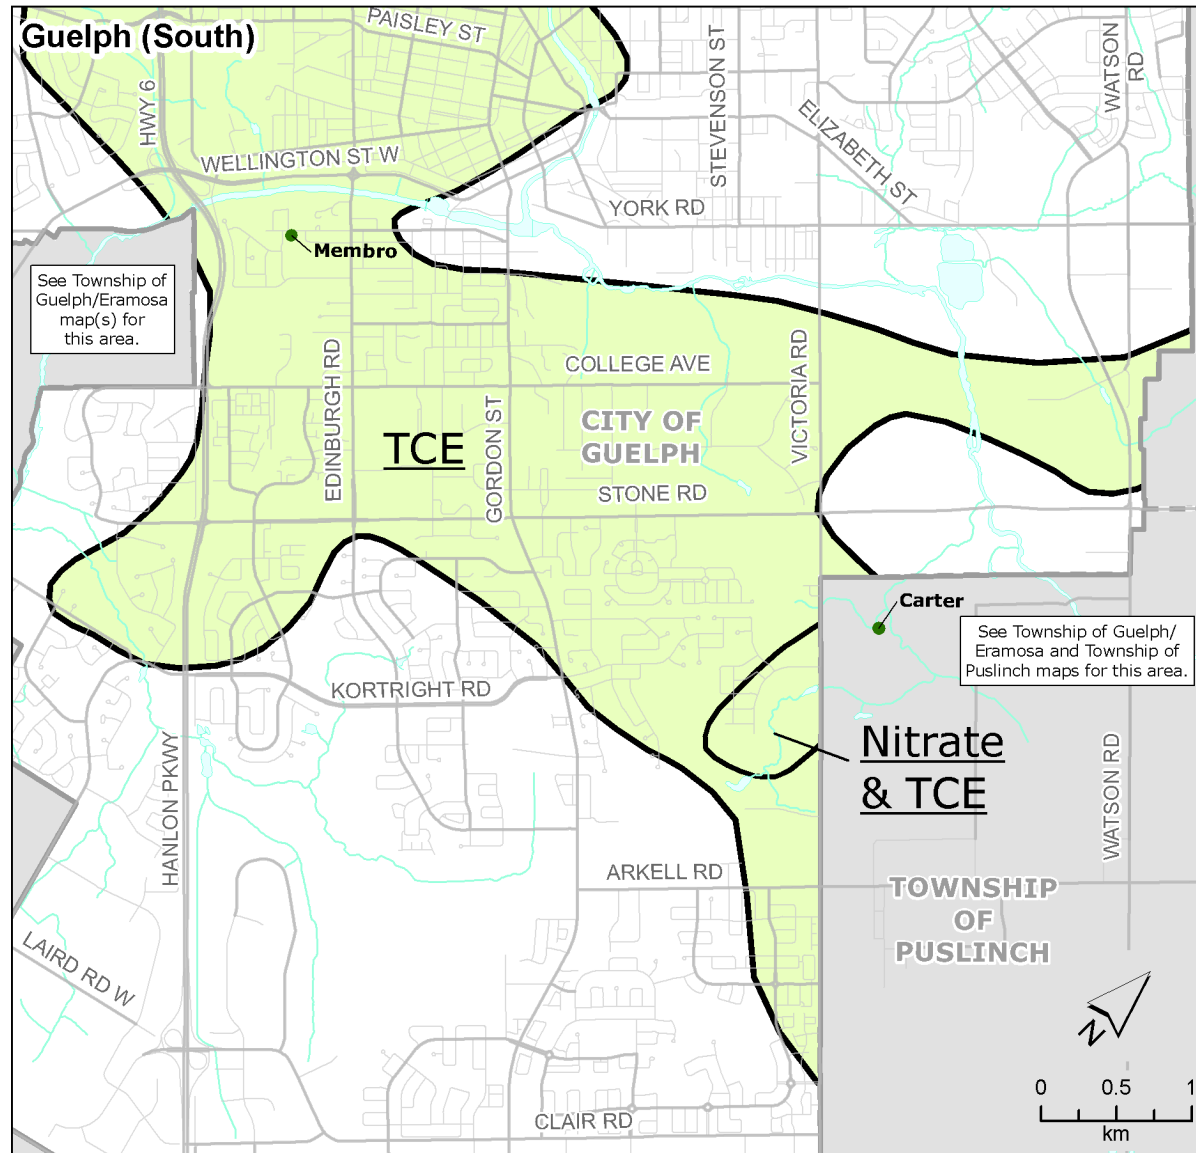 Guelph (South)
PAISLEY ST
HWY 6
WATSON
RD
STEVENSON ST
ELIZABETH ST
WELLINGTON ST W
YORK RD
Membro
See Township of
Guelph/Eramosa
map(s) for
this area.
EDINBURGH RD
COLLEGE AVE
VICTORIA RD
GORDON ST
CITY OF
GUELPH
TCE
STONE RD
Carter
See Township of Guelph/
Eramosa and Township of
Puslinch maps for this area.
KORTRIGHT RD
Nitrate
& TCE
HANLON PKWY
WATSON RD
ARKELL RD
TOWNSHIP
OF
PUSLINCH
LAIRD RD W
N
0 0.5 1
km
CLAIR RD